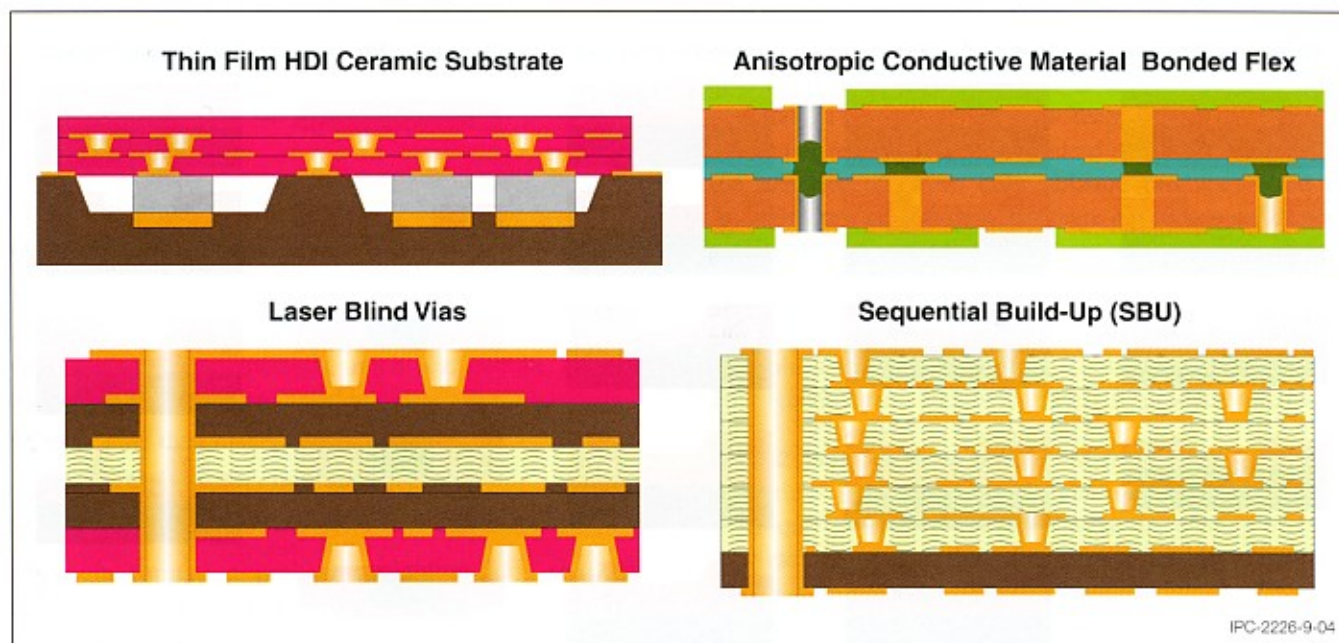 Thin Film HDI Ceramic Substrate
Anisotropic Conductive Material Bonded Flex
Laser Blind Vias
Sequential Build-Up (SBU)
IPC-2226-9-04